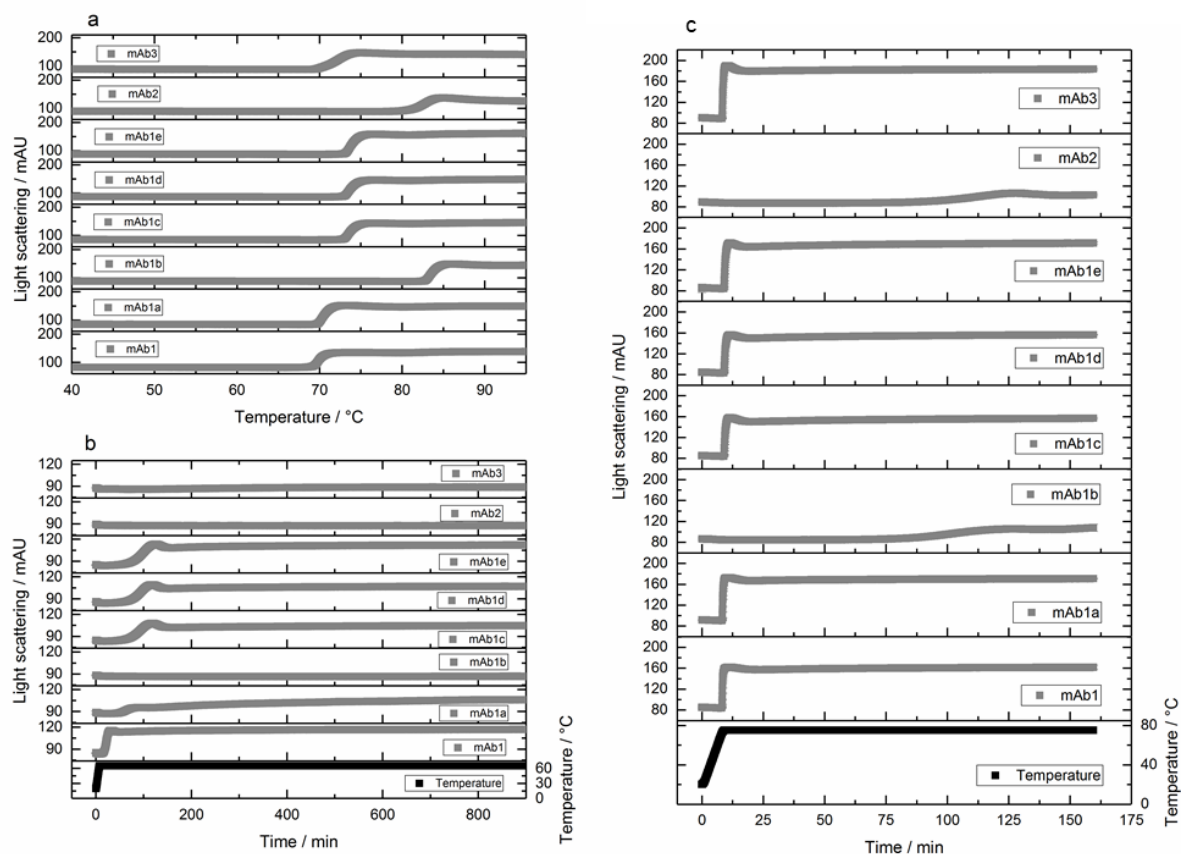 a
200
100
mAb3
200
100
mAb2
200
100
mAb1e
200
100
mAb1d
200
100
mAb1c
200
100
mAb1b
200
100
mAb1a
200
100
mAb1
Light scattering / mAU
40 50 60 70 80 90
Temperature / °C
b
120
90
mAb3
120
90
mAb2
120
90
mAb1e
120
90
mAb1d
120
90
mAb1c
120
90
mAb1b
120
90
mAb1a
120
90
mAb1
Light scattering / mAU
Temperature
60
30
0
Temperature / °C
0 200 400 600 800
Time / min
c
200
160
120
80
mAb3
200
160
120
80
mAb2
200
160
120
80
mAb1e
200
160
120
80
mAb1d
200
160
120
80
mAb1c
200
160
120
80
mAb1b
200
160
120
80
mAb1a
200
160
120
80
mAb1
Light scattering / mAU
Temperature
80
40
0
Temperature / °C
0 25 50 75 100 125 150 175
Time / min